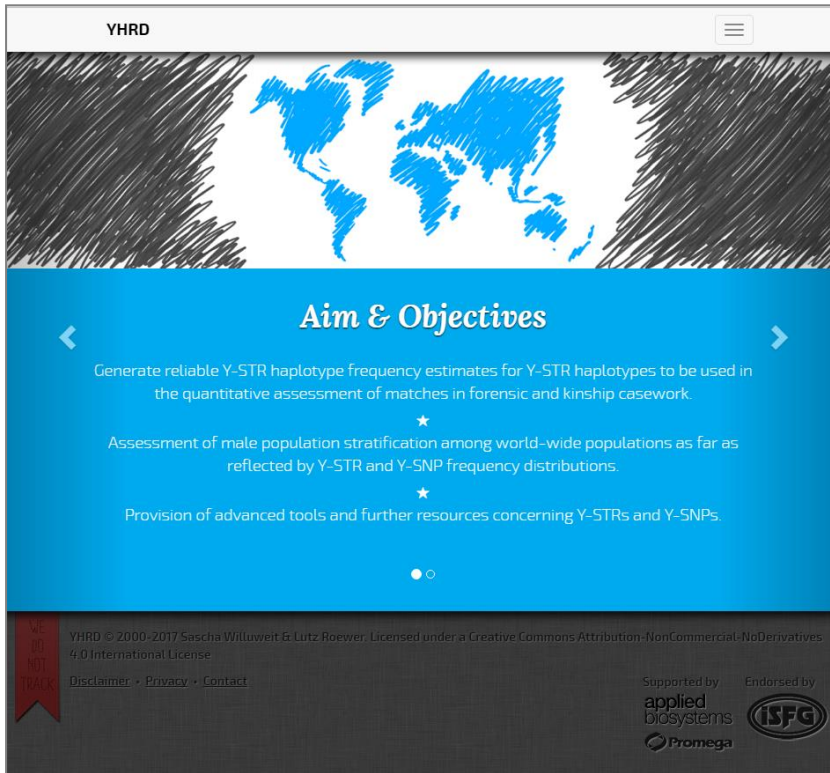 YHRD
Aim & Objectives
Generate reliable Y-STR haplotype frequency estimates for Y-STR haplotypes to be used in
the quantitative assessment of matches in forensic and kinship casework.
Assessment of male population stratification among world-wide populations as far as
reflected by Y-STR and Y-SNP frequency distributions.
Provision of advanced tools and further resources concerning Y-STRs and Y-SNPs.
WE
DO
NOT
TRACK
YHRD © 2000-2017 Sascha Willuweit & Lutz Roewer. Licensed under a Creative Commons Attribution-NonCommercial-NoDerivatives
4.0 International License
Disclaimer • Privacy • Contact
Supported by
applied
biosystems
Promega
Endorsed by
iSFG